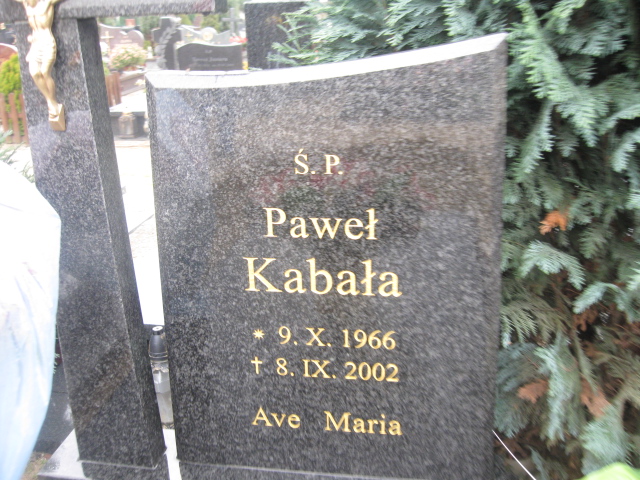 Ś. P.
Paweł
Kabała
* 9. X. 1966
† 8. IX. 2002
Ave Maria